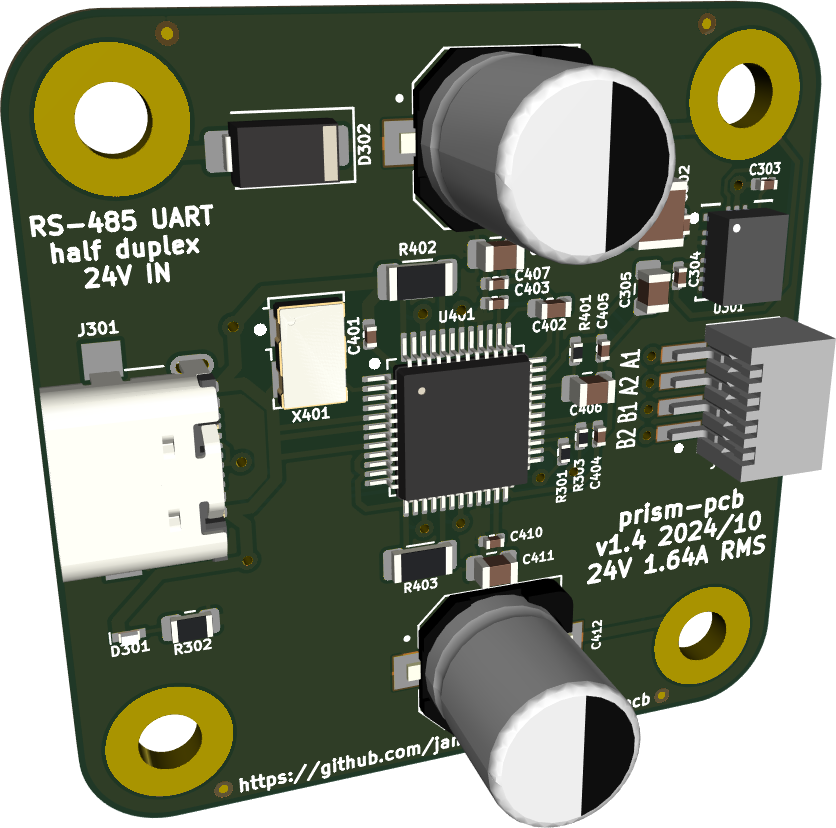 D302
C303
RS-485 UART
half duplex
24V IN
R402
C407
C403
C304
C305
U301
J301
C401
U401
C402
R401
C405
X401
C406
A1
A2
B1
B2
R301
R303
C404
prism-pcb
v1.4 2024/10
24V 1.64A RMS
C410
C411
R403
D301
R302
C412
https://github.com/